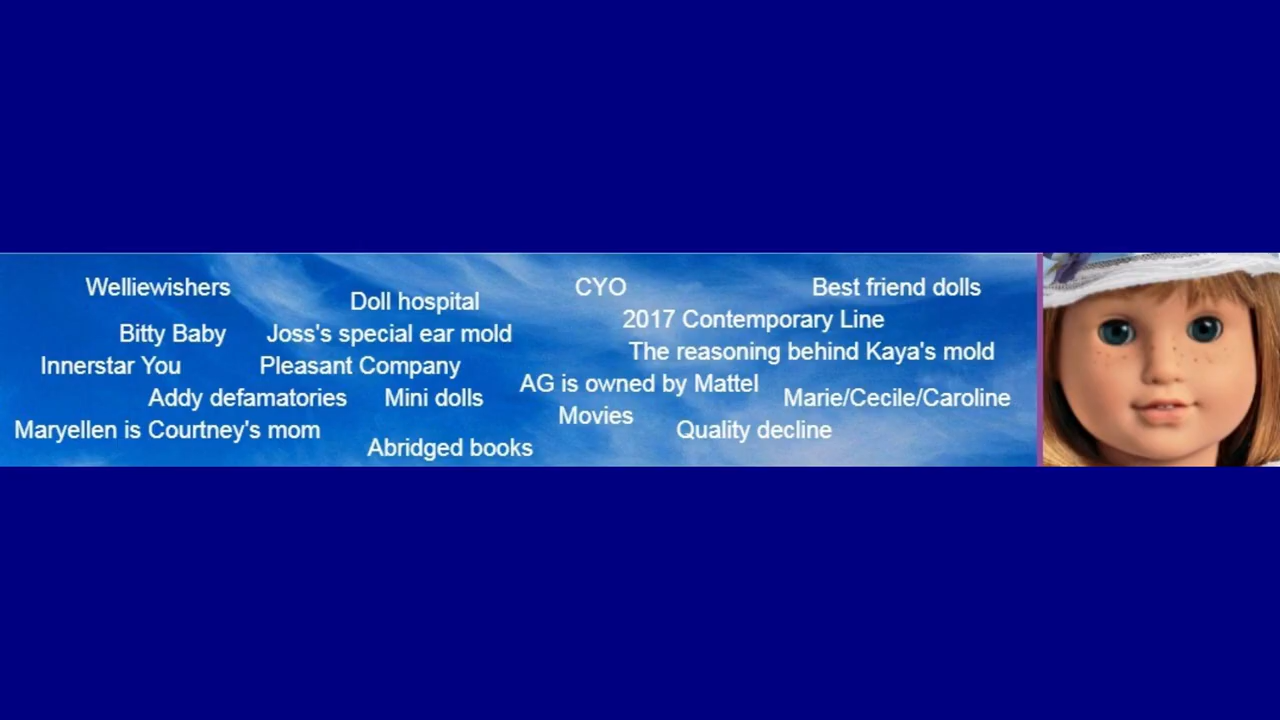 Welliewishers
Doll hospital
CYO
Best friend dolls
Bitty Baby
Joss's special ear mold
2017 Contemporary Line
Innerstar You
Pleasant Company
The reasoning behind Kaya's mold
Addy defamatories
Mini dolls
AG is owned by Mattel
Marie/Cecile/Caroline
Maryellen is Courtney's mom
Movies
Quality decline
Abridged books